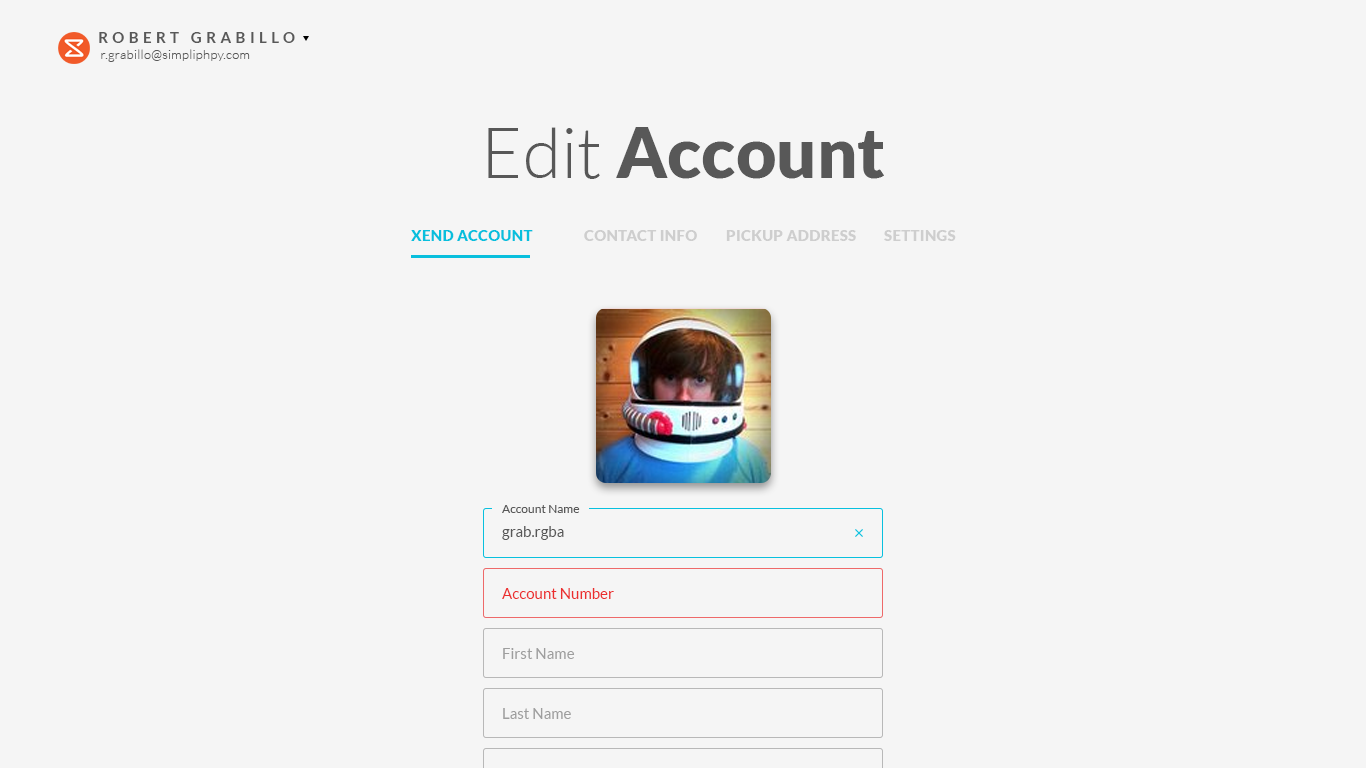 ROBERT GRABILLO
r.grabillo@simpliphpy.com
Edit Account
XEND ACCOUNT CONTACT INFO PICKUP ADDRESS SETTINGS
Account Name
grab.rgba
Account Number
First Name
Last Name